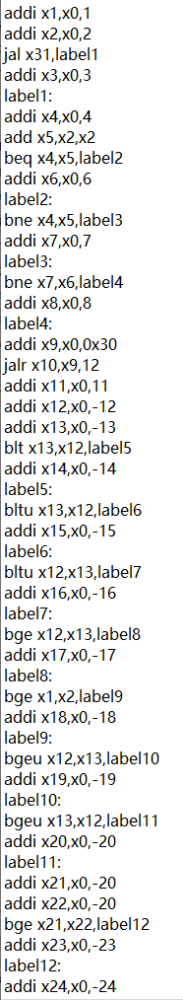 addi x1,x0,1
addi x2,x0,2
jal x31,label1
addi x3,x0,3
label1:
addi x4,x0,4
add x5,x2,x2
beq x4,x5,label2
addi x6,x0,6
label2:
bne x4,x5,label3
addi x7,x0,7
label3:
bne x7,x6,label4
addi x8,x0,8
label4:
addi x9,x0,0x30
jalr x10,x9,12
addi x11,x0,11
addi x12,x0,-12
addi x13,x0,-13
blt x13,x12,label5
addi x14,x0,-14
label5:
bltu x13,x12,label6
addi x15,x0,-15
label6:
bltu x12,x13,label7
addi x16,x0,-16
label7:
bge x12,x13,label8
addi x17,x0,-17
label8:
bge x1,x2,label9
addi x18,x0,-18
label9:
bgeu x12,x13,label10
addi x19,x0,-19
label10:
bgeu x13,x12,label11
addi x20,x0,-20
label11:
addi x21,x0,-20
addi x22,x0,-20
bge x21,x22,label12
addi x23,x0,-23
label12:
addi x24,x0,-24